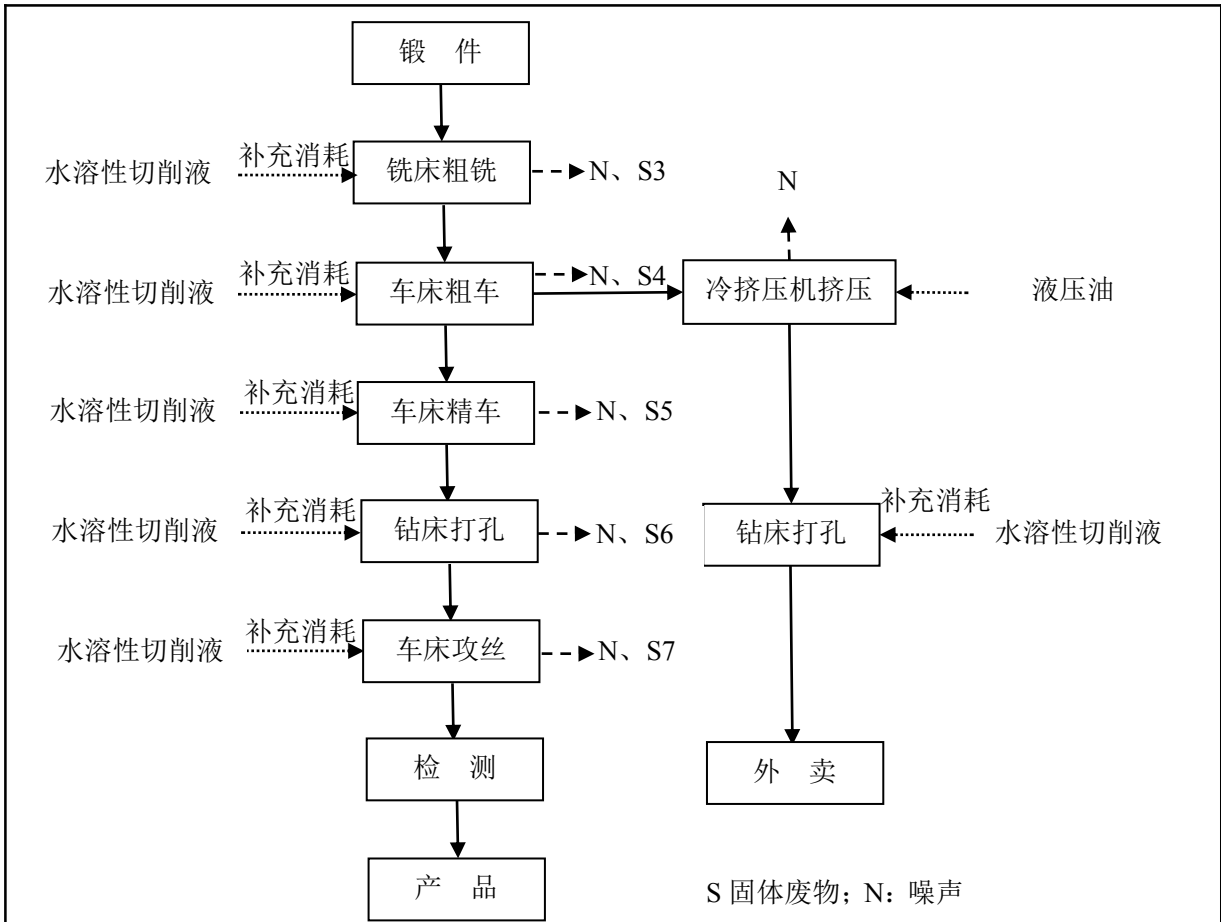 锻 件
补充消耗
水溶性切削液
铣床粗铣
N、S3
N
补充消耗
水溶性切削液
车床粗车
N、S4
冷挤压机挤压
液压油
补充消耗
水溶性切削液
车床精车
N、S5
补充消耗
水溶性切削液
钻床打孔
N、S6
钻床打孔
补充消耗
水溶性切削液
补充消耗
水溶性切削液
车床攻丝
N、S7
检 测
外 卖
产 品
S 固体废物；N：噪声